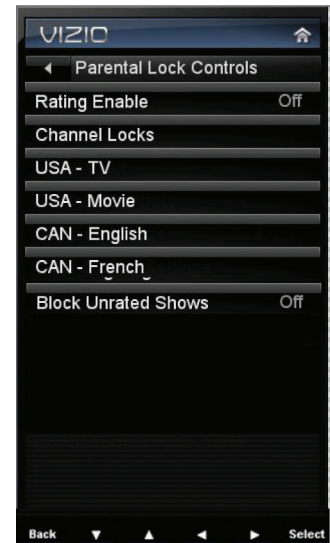 VIZIO
Parental Lock Controls
Rating Enable Off
Channel Locks
USA - TV
USA - Movie
CAN - English
CAN - French
Block Unrated Shows Off
Back ▼ ▲ ◄ ► Select